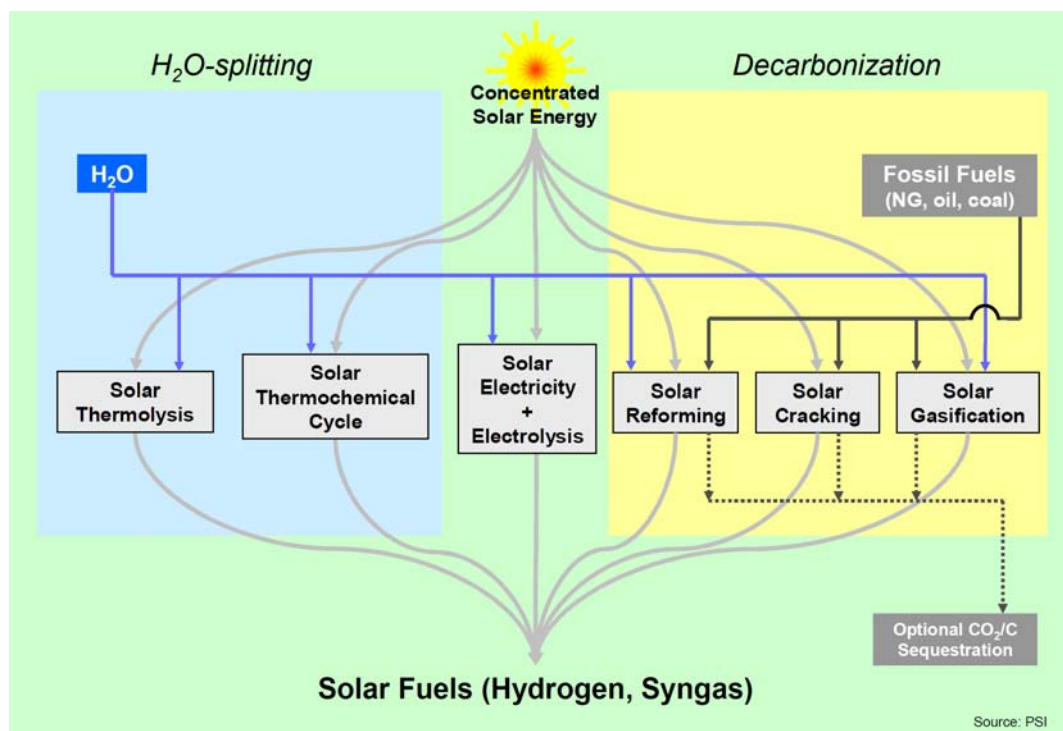 H₂O-splitting
Concentrated
Solar Energy
Decarbonization
H₂O
Fossil Fuels
(NG, oil, coal)
Solar
Thermolysis
Solar
Thermochemical
Cycle
Solar
Electricity
+
Electrolysis
Solar
Reforming
Solar
Cracking
Solar
Gasification
Optional CO₂/C
Sequestration
Solar Fuels (Hydrogen, Syngas)
Source: PSI